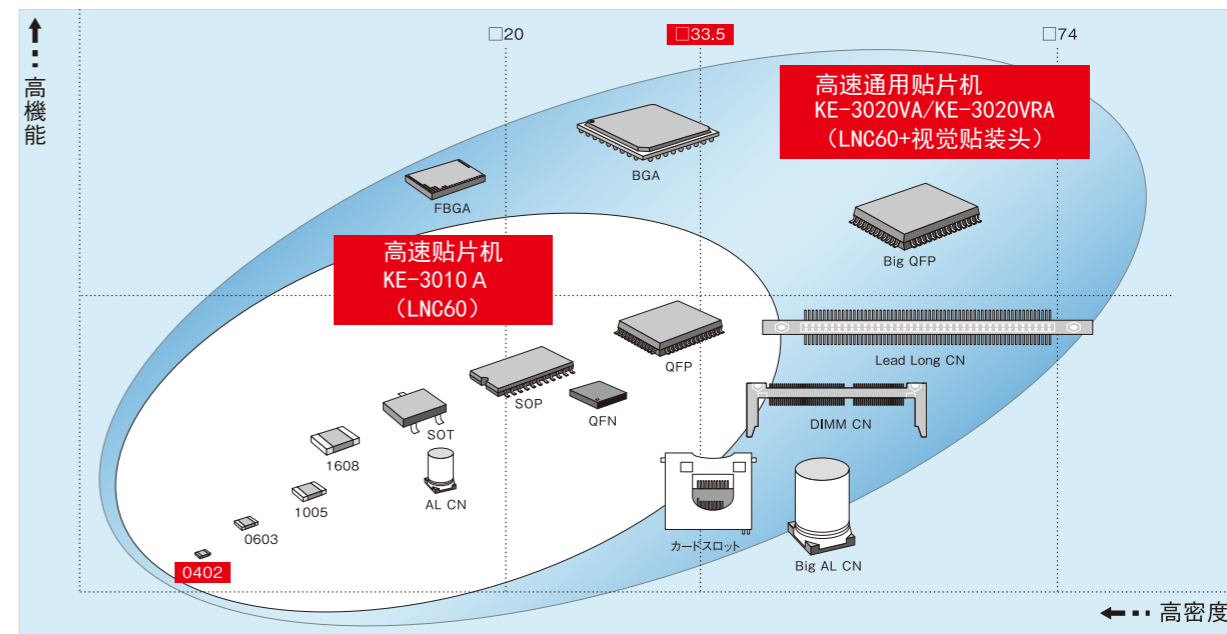 □20
□33.5
□74
高機能
高速通用贴片机
KE-3020VA/KE-3020VRA
（LNC60+视觉贴装头）
BGA
FBGA
Big QFP
高速贴片机
KE-3010 A
（LNC60）
Lead Long CN
QFP
SOP
QFN
DIMM CN
SOT
1608
AL CN
1005
カードスロット
0603
Big AL CN
0402
高密度